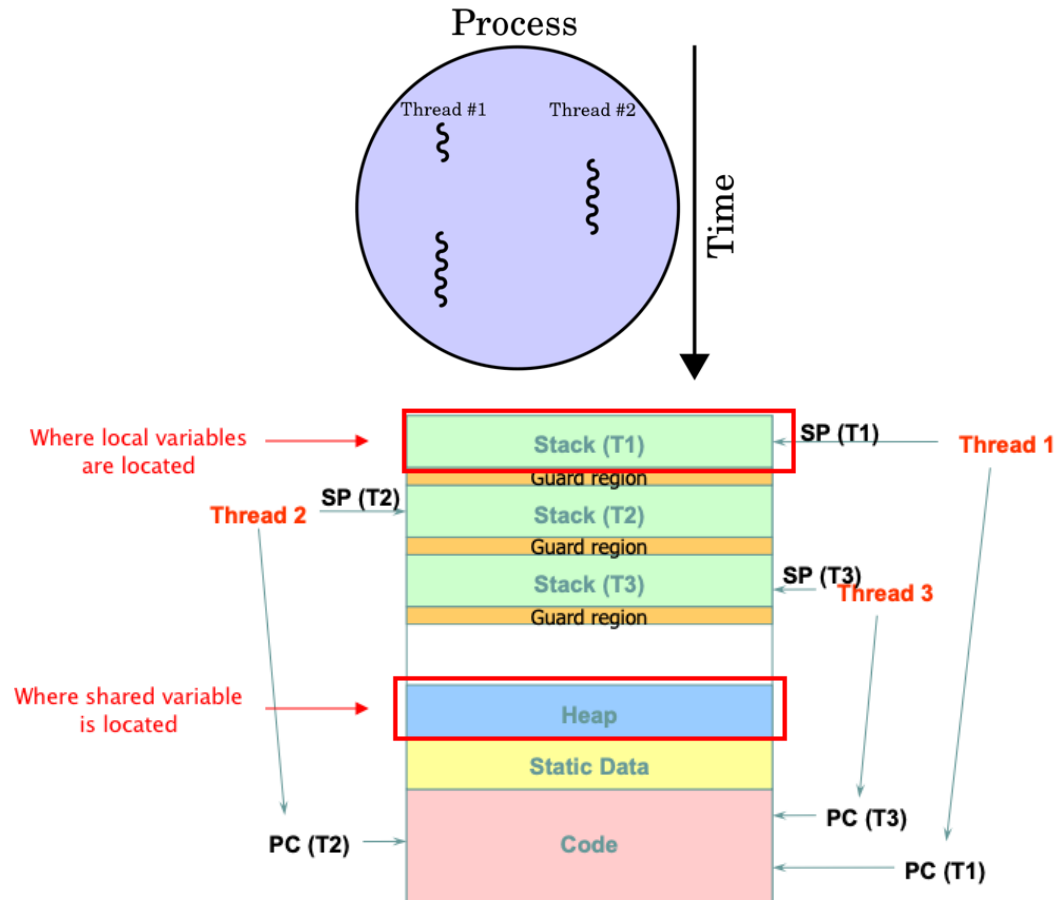 Process
Thread #1
Thread #2
Time
Where local variables
are located
Stack (T1)
SP (T1)
Thread 1
Guard region
SP (T2)
Thread 2
Stack (T2)
Guard region
Stack (T3)
SP (T3)
Thread 3
Guard region
Where shared variable
is located
Heap
Static Data
PC (T2)
Code
PC (T3)
PC (T1)